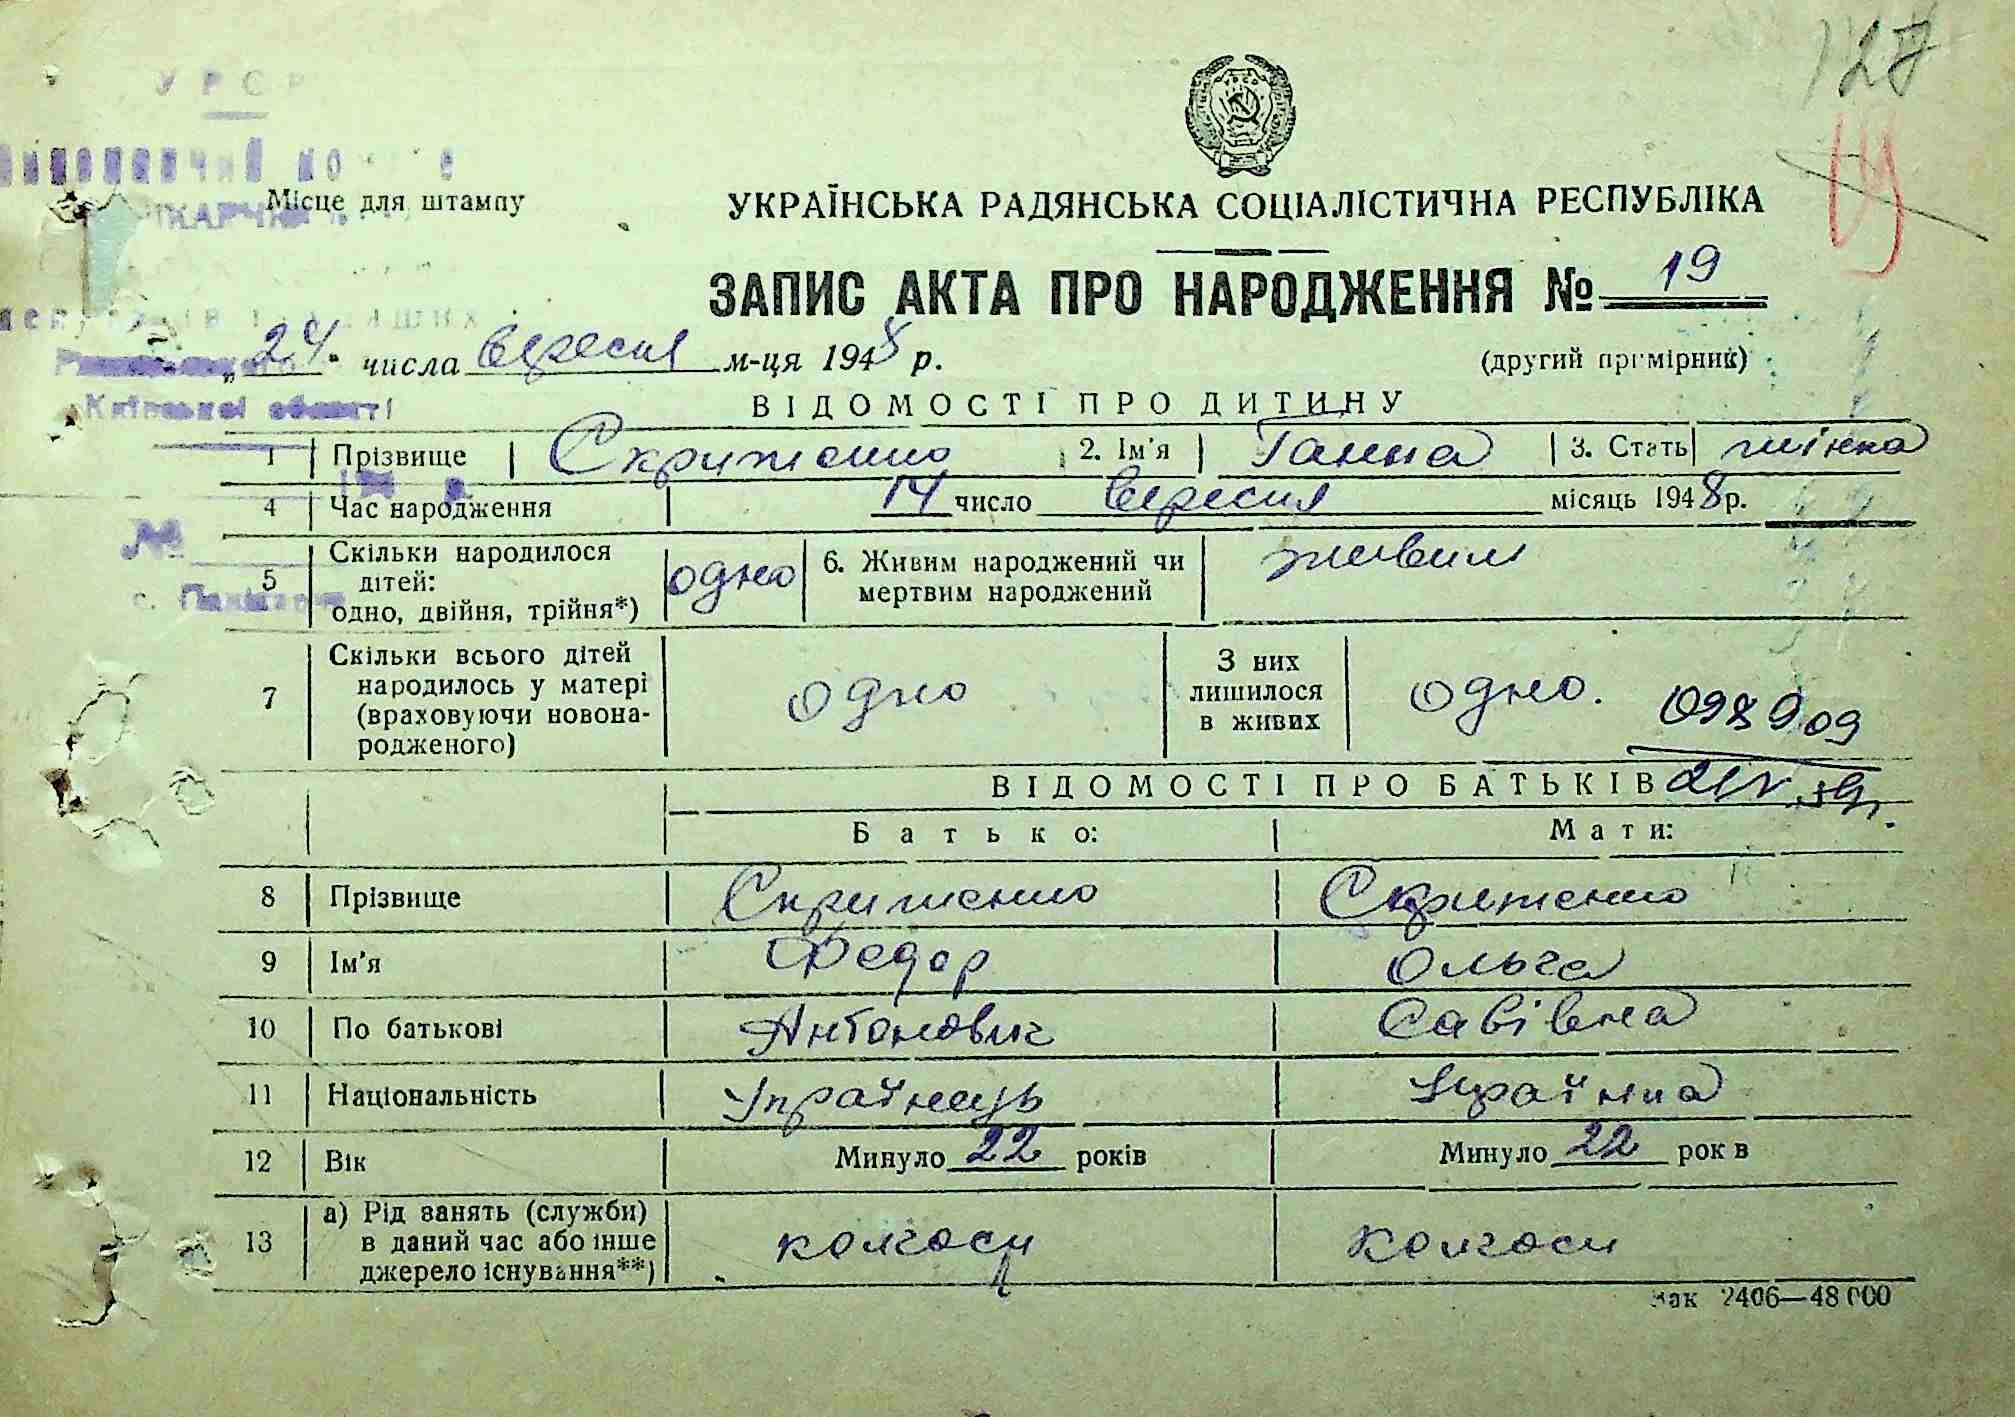 127
УРСР
Місце для штампу
УКРАЇНСЬКА РАДЯНСЬКА СОЦІАЛІСТИЧНА РЕСПУБЛІКА
ЗАПИС АКТА ПРО НАРОДЖЕННЯ № 19
„24" числа вересня м-ця 1948 р. (другий примірник)
Київської області
ВІДОМОСТІ ПРО ДИТИНУ
1 Прізвище Скрипченко 2. Ім'я Ганна 3. Стать жінка
4 Час народження 14 число вересня місяць 1948 р.
№
5 Скільки народилося дітей: одно, двійня, трійня*) одно 6. Живим народжений чи мертвим народжений живим
с.
7 Скільки всього дітей народилось у матері (враховуючи новонародженого) одно З них лишилося в живих одно.
ВІДОМОСТІ ПРО БАТЬКІВ
Батько: Мати:
8 Прізвище
9 Ім'я Федор Ольга
10 По батькові Антонович Савівна
11 Національність Українець Українка
12 Вік Минуло 22 років Минуло 22 рок в
13 а) Рід занять (служби) в даний час або інше джерело існування**) колгосп колгосп
Зак 2406—48 000